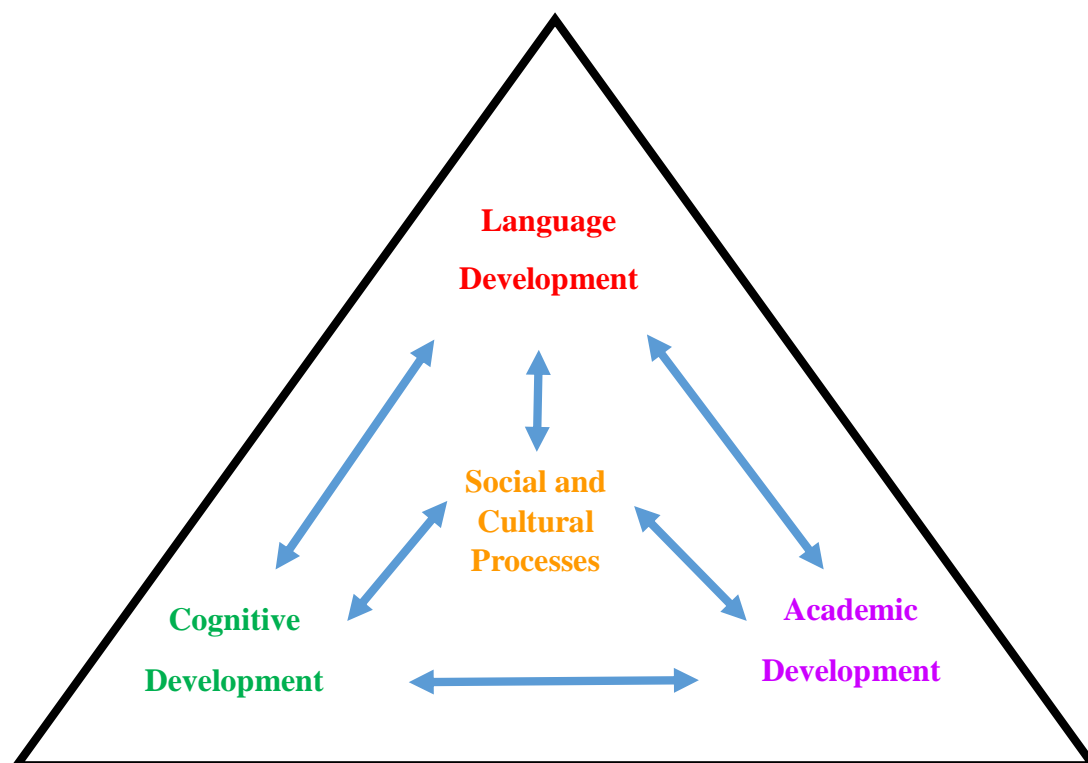 Language
Development
Social and
Cultural
Processes
Cognitive
Development
Academic
Development